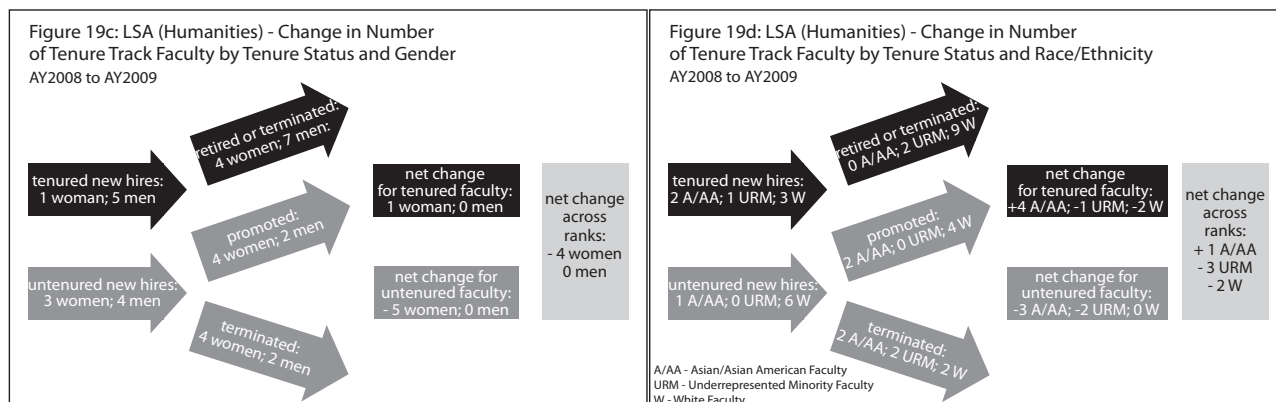 Figure 19c: LSA (Humanities) - Change in Number
of Tenure Track Faculty by Tenure Status and Gender
AY2008 to AY2009
retired or terminated:
4 women; 7 men:
tenured new hires:
1 woman; 5 men
net change
for tenured faculty:
1 woman; 0 men
promoted:
4 women; 2 men
net change
across
ranks:
- 4 women
0 men
untenured new hires:
3 women; 4 men
net change for
untenured faculty:
- 5 women; 0 men
terminated:
4 women; 2 men
Figure 19d: LSA (Humanities) - Change in Number
of Tenure Track Faculty by Tenure Status and Race/Ethnicity
AY2008 to AY2009
retired or terminated:
0 A/AA; 2 URM; 9 W
tenured new hires:
2 A/AA; 1 URM; 3 W
net change
for tenured faculty:
+4 A/AA; -1 URM; -2 W
promoted:
2 A/AA; 0 URM; 4 W
net change
across
ranks:
+ 1 A/AA
- 3 URM
- 2 W
untenured new hires:
1 A/AA; 0 URM; 6 W
net change for
untenured faculty:
-3 A/AA; -2 URM; 0 W
terminated:
2 A/AA; 2 URM; 2 W
A/AA - Asian/Asian American Faculty
URM - Underrepresented Minority Faculty
W - White Faculty